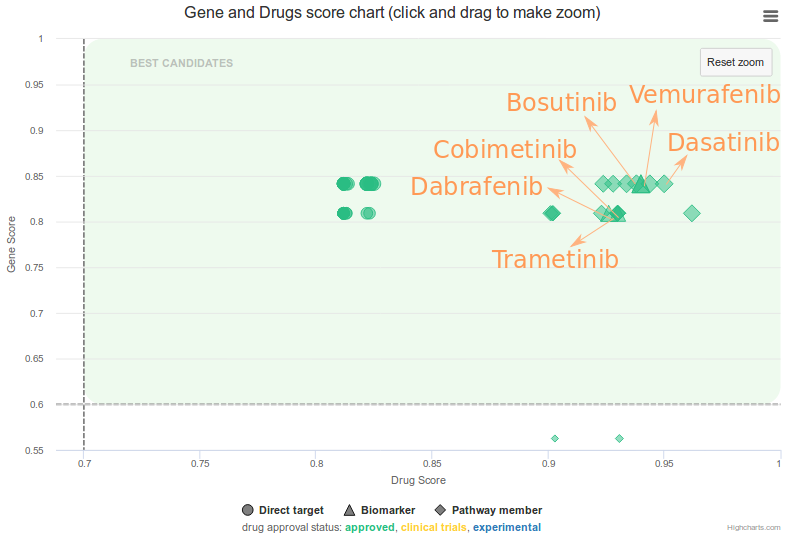 Gene and Drugs score chart (click and drag to make zoom)
1
BEST CANDIDATES
Reset zoom
0.95
Vemurafenib
Bosutinib
0.9
Dasatinib
Cobimetinib
0.85
Dabrafenib
0.8
Trametinib
0.75
0.7
0.65
0.6
0.55
Gene Score
0.7 0.75 0.8 0.85 0.9 0.95 1
Drug Score
Direct target Biomarker Pathway member
drug approval status: approved, clinical trials, experimental
Highcharts.com